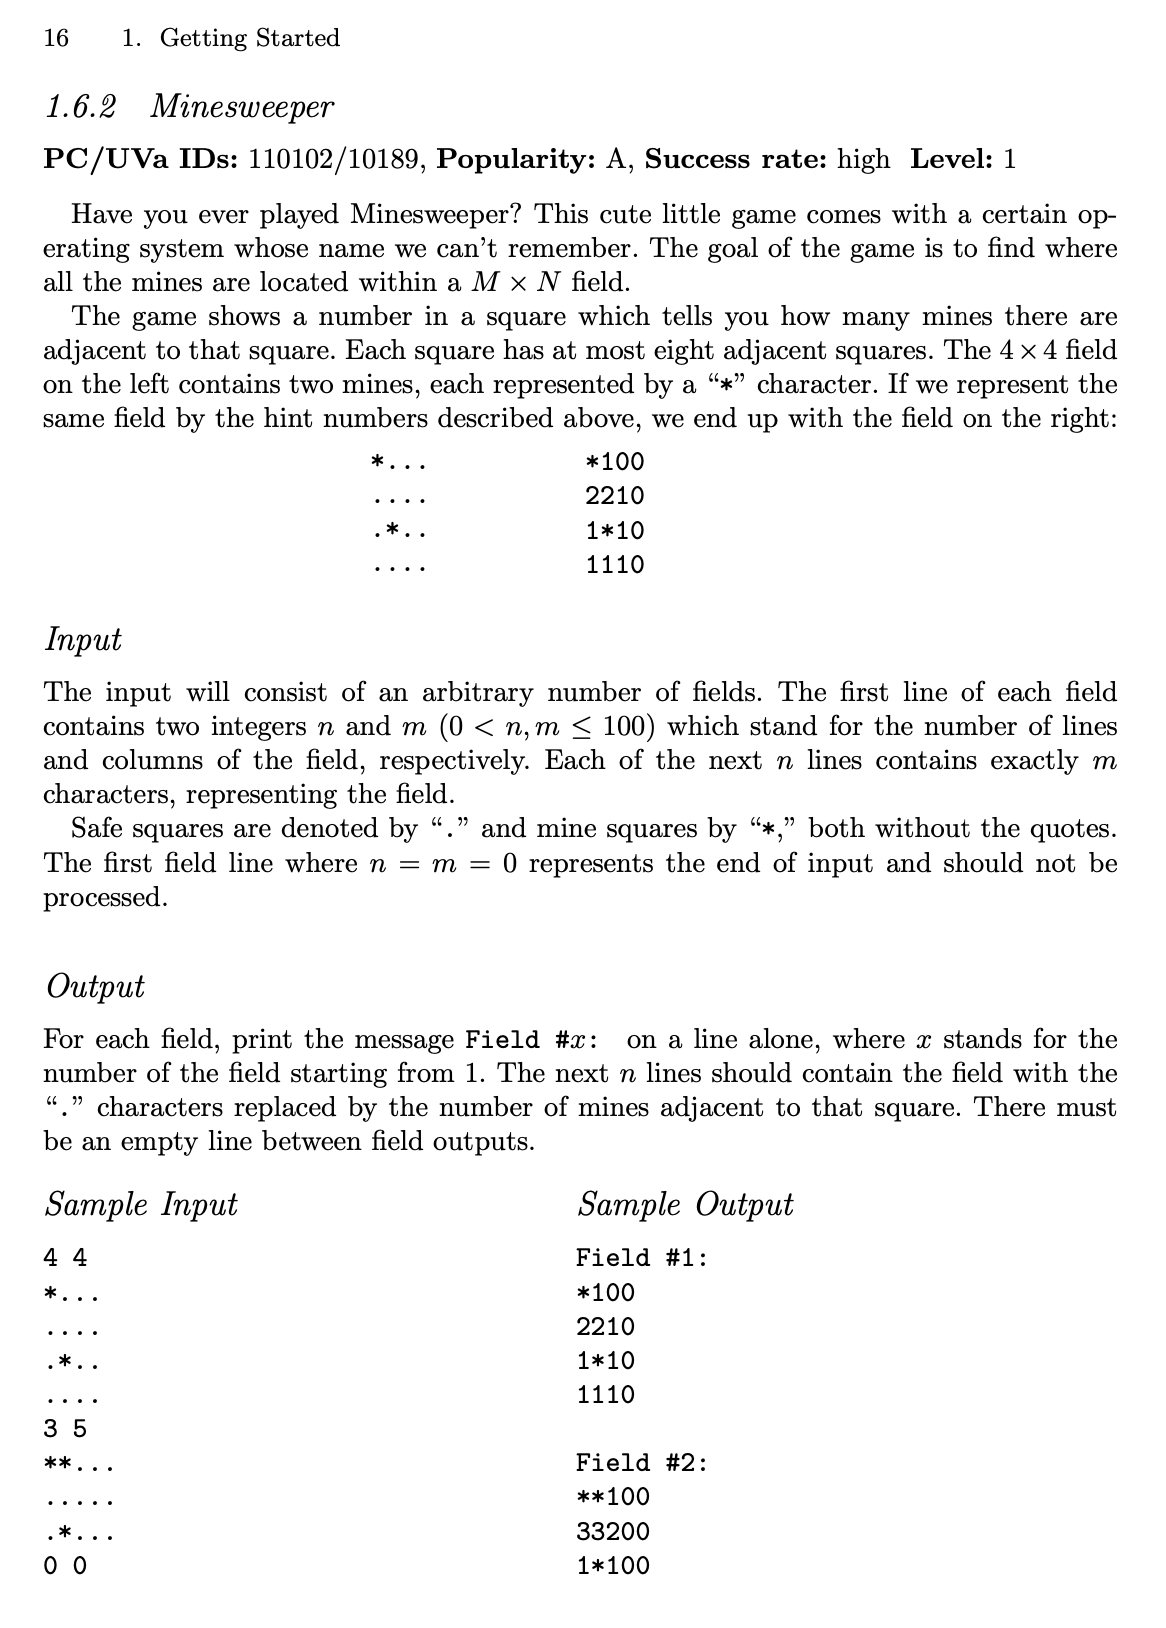 16 1. Getting Started
1.6.2 Minesweeper
PC/UVa IDs: 110102/10189, Popularity: A, Success rate: high Level: 1
Have you ever played Minesweeper? This cute little game comes with a certain op-
erating system whose name we can't remember. The goal of the game is to find where
all the mines are located within a M × N field.
The game shows a number in a square which tells you how many mines there are
adjacent to that square. Each square has at most eight adjacent squares. The 4 × 4 field
on the left contains two mines, each represented by a “*” character. If we represent the
same field by the hint numbers described above, we end up with the field on the right:
*... *100
.... 2210
.*.. 1*10
.... 1110
Input
The input will consist of an arbitrary number of fields. The first line of each field
contains two integers n and m (0 < n, m ≤ 100) which stand for the number of lines
and columns of the field, respectively. Each of the next n lines contains exactly m
characters, representing the field.
Safe squares are denoted by “.” and mine squares by “*,” both without the quotes.
The first field line where n = m = 0 represents the end of input and should not be
processed.
Output
For each field, print the message Field #x: on a line alone, where x stands for the
number of the field starting from 1. The next n lines should contain the field with the
“.” characters replaced by the number of mines adjacent to that square. There must
be an empty line between field outputs.
Sample Input Sample Output
4 4 Field #1:
*... *100
.... 2210
.*.. 1*10
.... 1110
3 5
**... Field #2:
..... **100
.*... 33200
0 0 1*100